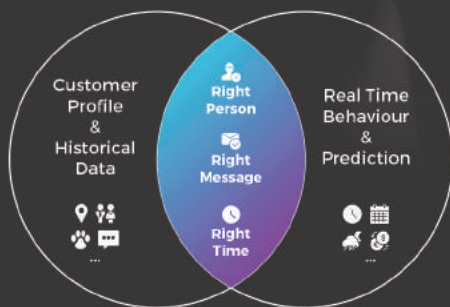 Customer
Profile
&
Historical
Data
...
Right
Person
Right
Message
Right
Time
Real Time
Behaviour
&
Prediction
...